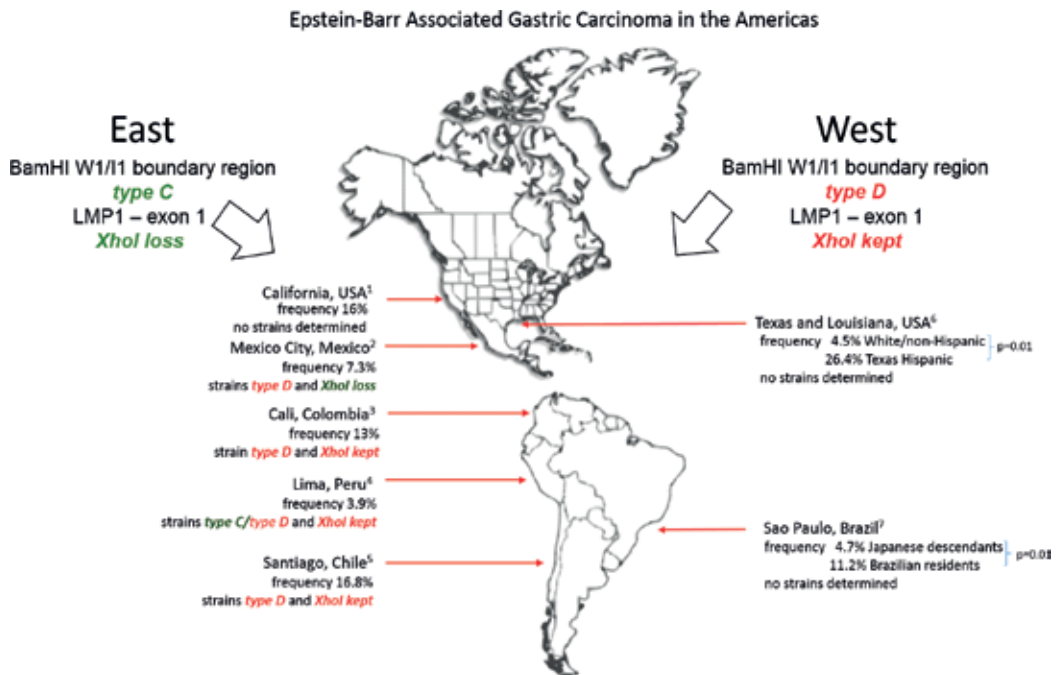 Epstein-Barr Associated Gastric Carcinoma in the Americas
East
BamHI W1/I1 boundary region
type C
LMP1 – exon 1
XhoI loss
West
BamHI W1/I1 boundary region
type D
LMP1 – exon 1
XhoI kept
California, USA¹
frequency 16%
no strains determined
Mexico City, Mexico²
frequency 7.3%
strains type D and XhoI loss
Cali, Colombia³
frequency 13%
strain type D and XhoI kept
Lima, Peru⁴
frequency 3.9%
strains type C/type D and XhoI kept
Santiago, Chile⁵
frequency 16.8%
strains type D and XhoI kept
Texas and Louisiana, USA⁶
frequency 4.5% White/non-Hispanic
26.4% Texas Hispanic
p=0.01
no strains determined
Sao Paulo, Brazil⁷
frequency 4.7% Japanese descendants
11.2% Brazilian residents
p=0.01
no strains determined